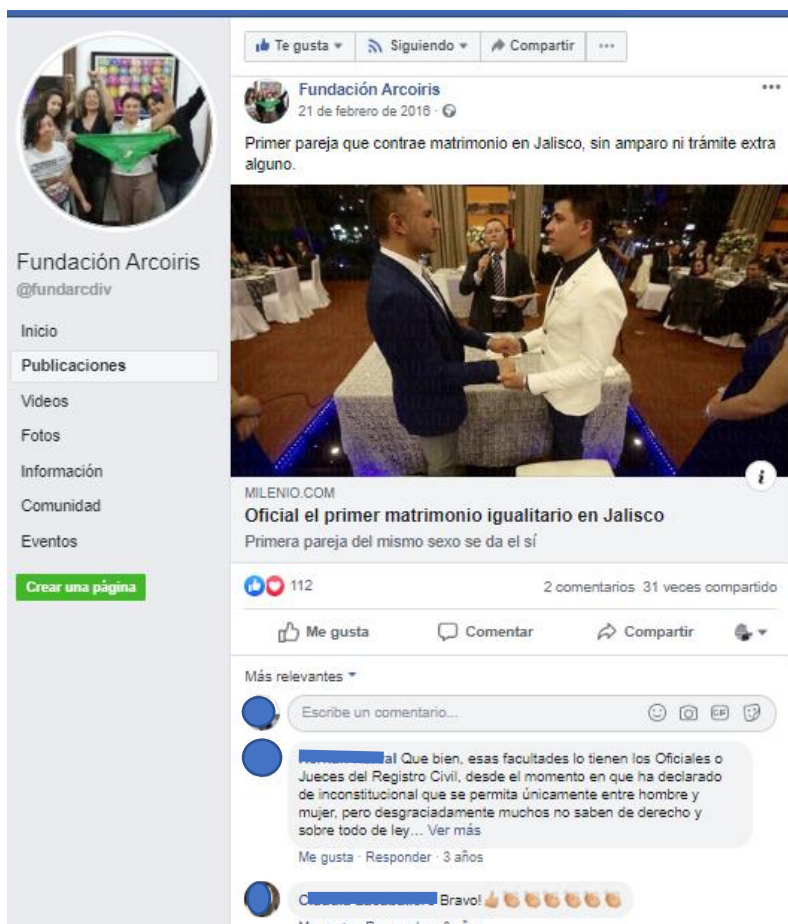 Te gusta
Siguiendo
Compartir
Fundación Arcoiris
21 de febrero de 2016
Primer pareja que contrae matrimonio en Jalisco, sin amparo ni trámite extra
alguno.
Fundación Arcoiris
@fundarcdiv
Inicio
Publicaciones
Videos
Fotos
Información
Comunidad
Eventos
Crear una página
MILENIO.COM
Oficial el primer matrimonio igualitario en Jalisco
Primera pareja del mismo sexo se da el sí
112
2 comentarios 31 veces compartido
Me gusta
Comentar
Compartir
Más relevantes
Escribe un comentario...
GIF
Que bien, esas facultades lo tienen los Oficiales o
Jueces del Registro Civil, desde el momento en que ha declarado
de inconstitucional que se permita únicamente entre hombre y
mujer, pero desgraciadamente muchos no saben de derecho y
sobre todo de ley... Ver más
Me gusta · Responder · 3 años
Bravo!